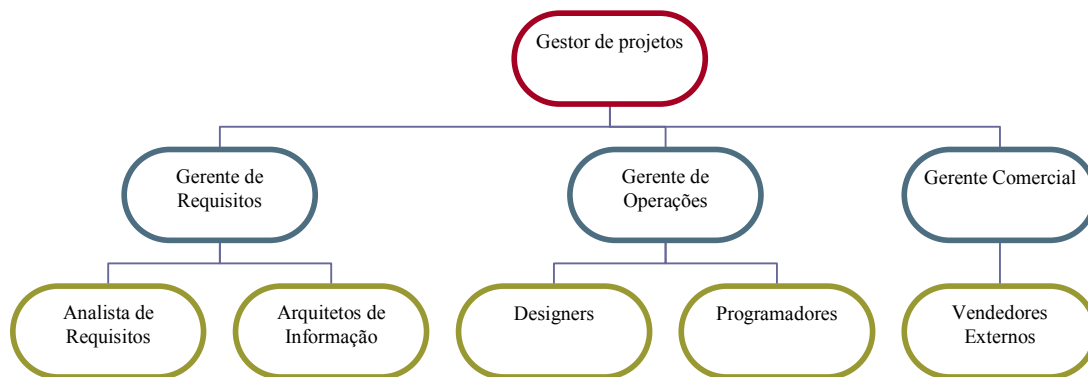 Gestor de projetos
Gerente de
Requisitos
Gerente de
Operações
Gerente Comercial
Analista de
Requisitos
Arquitetos de
Informação
Designers
Programadores
Vendedores
Externos